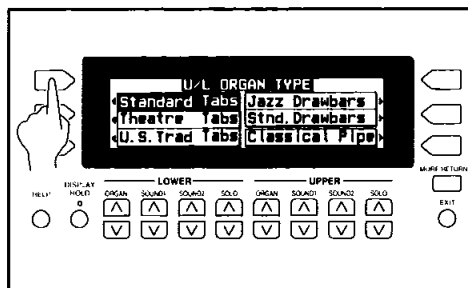 U/L ORGAN TYPE
Standard Tabs Jazz Drawbars
Theatre Tabs Stnd.Drawbars
U.S.Trad Tabs Classical Pipe
MORE RETURN
LOWER UPPER
HELP DISPLAY HOLD ORGAN SOUND1 SOUND2 SOLO ORGAN SOUND1 SOUND2 SOLO EXIT